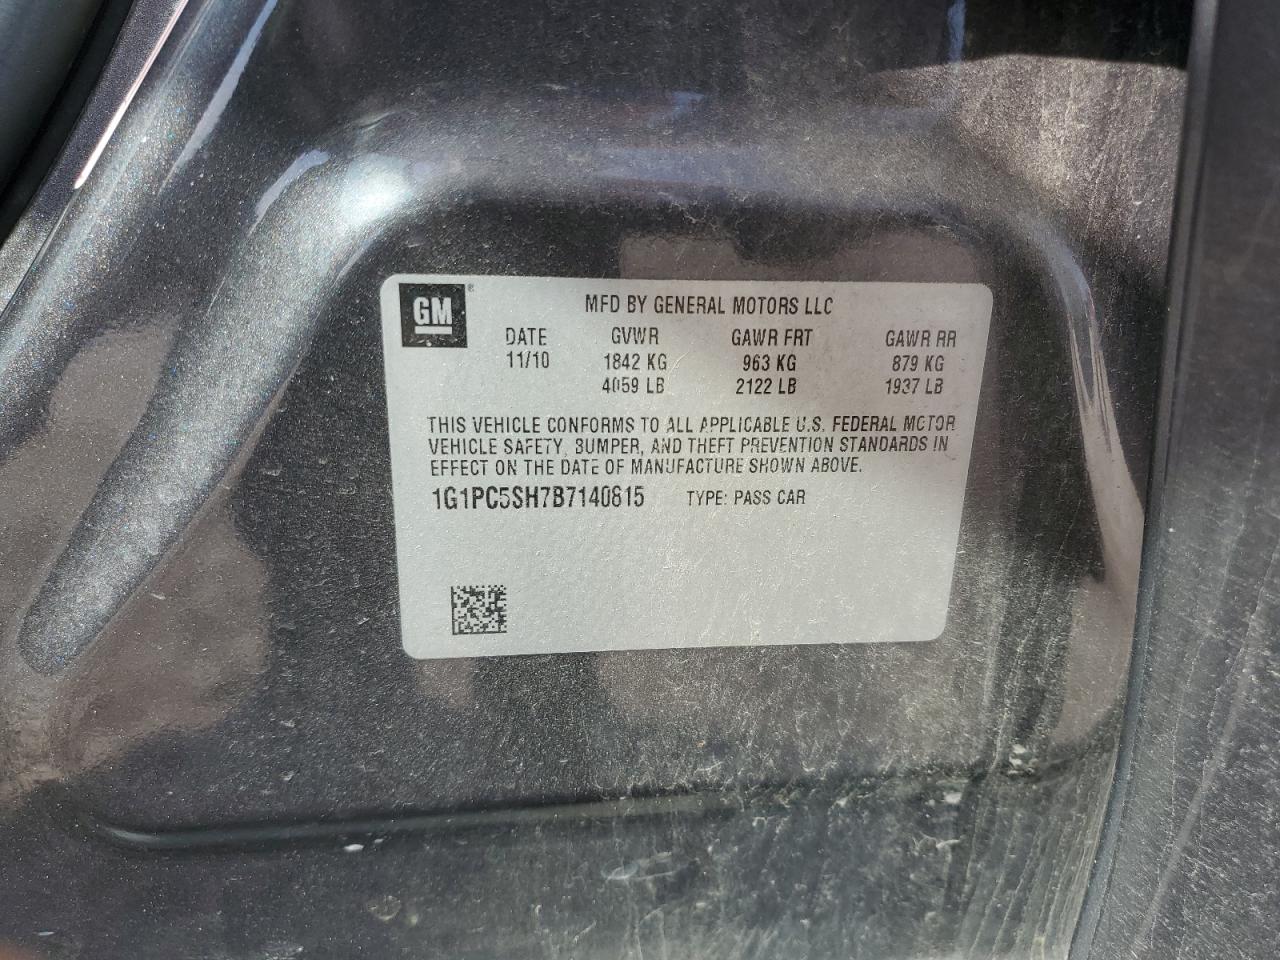 GM ®
MFD BY GENERAL MOTORS LLC
DATE GVWR GAWR FRT GAWR RR
11/10 1842 KG 963 KG 879 KG
4059 LB 2122 LB 1937 LB
THIS VEHICLE CONFORMS TO ALL APPLICABLE U.S. FEDERAL MOTOR
VEHICLE SAFETY, BUMPER, AND THEFT PREVENTION STANDARDS IN
EFFECT ON THE DATE OF MANUFACTURE SHOWN ABOVE.
1G1PC5SH7B7140815 TYPE: PASS CAR